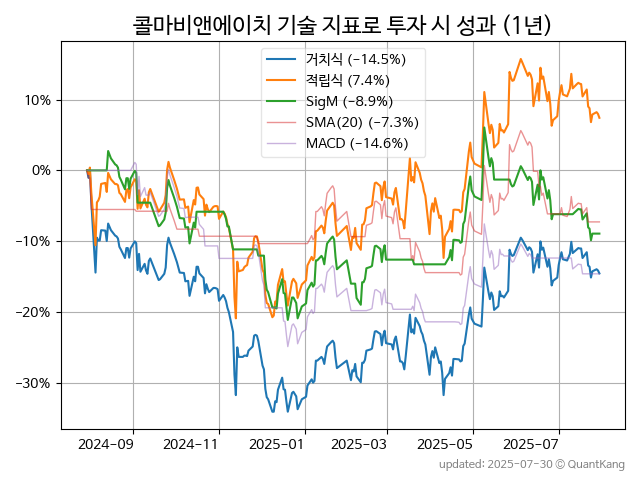 콜마비앤에이치 기술 지표로 투자 시 성과 (1년)
거치식 (−14.5%)
적립식 (7.4%)
SigM (−8.9%)
SMA(20) (−7.3%)
MACD (−14.6%)
10%
0%
−10%
−20%
−30%
2024-09 2024-11 2025-01 2025-03 2025-05 2025-07
updated: 2025-07-30 © QuantKang